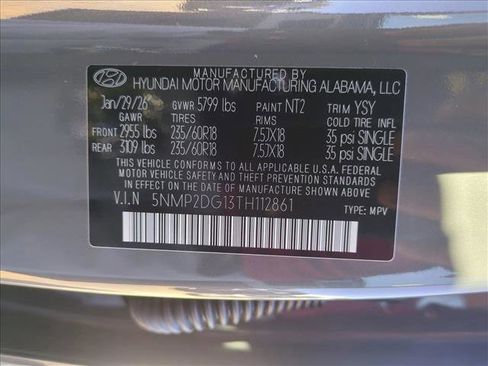 MANUFACTURED BY
HYUNDAI MOTOR MANUFACTURING ALABAMA, LLC
Jan/29/26 GVWR 5799 lbs PAINT NT2 TRIM YSY
GAWR TIRES RIMS COLD TIRE INFLATION
FRONT 2955 lbs 235/60R18 7.5JX18 35 psi SINGLE
REAR 3109 lbs 235/60R18 7.5JX18 35 psi SINGLE
THIS VEHICLE CONFORMS TO ALL APPLICABLE U.S.A FEDERAL
MOTOR VEHICLE SAFETY AND THEFT PREVENTION STANDARDS IN
EFFECT ON THE DATE OF MANUFACTURE SHOWN ABOVE.
V.I.N 5NMP2DG13TH112861 TYPE: MPV